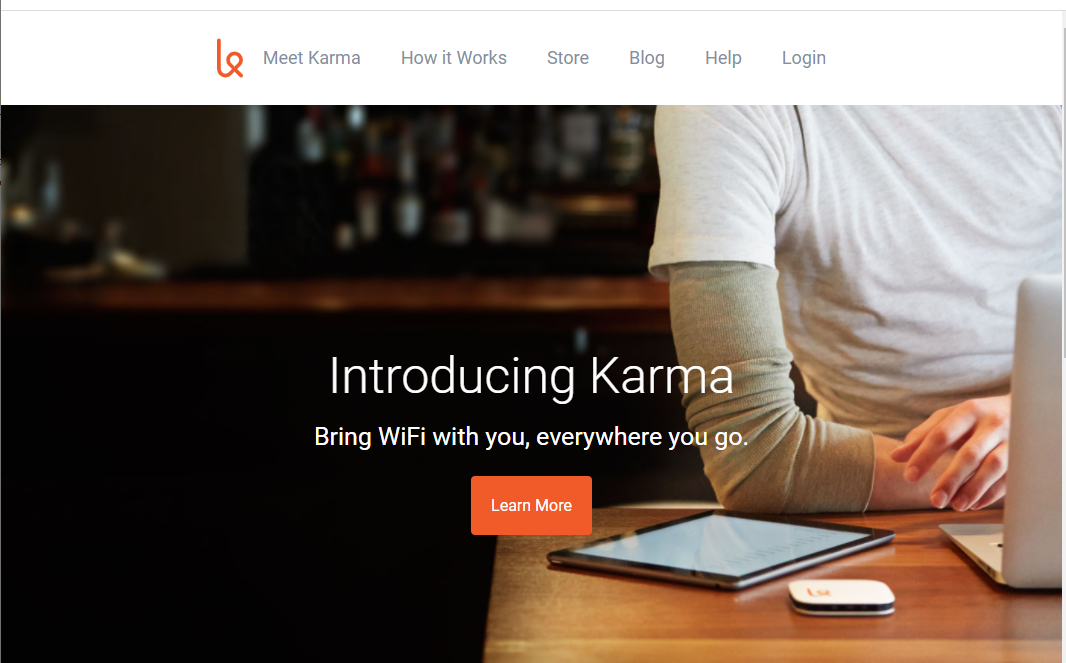 Meet Karma How it Works Store Blog Help Login
Introducing Karma
Bring WiFi with you, everywhere you go.
Learn More